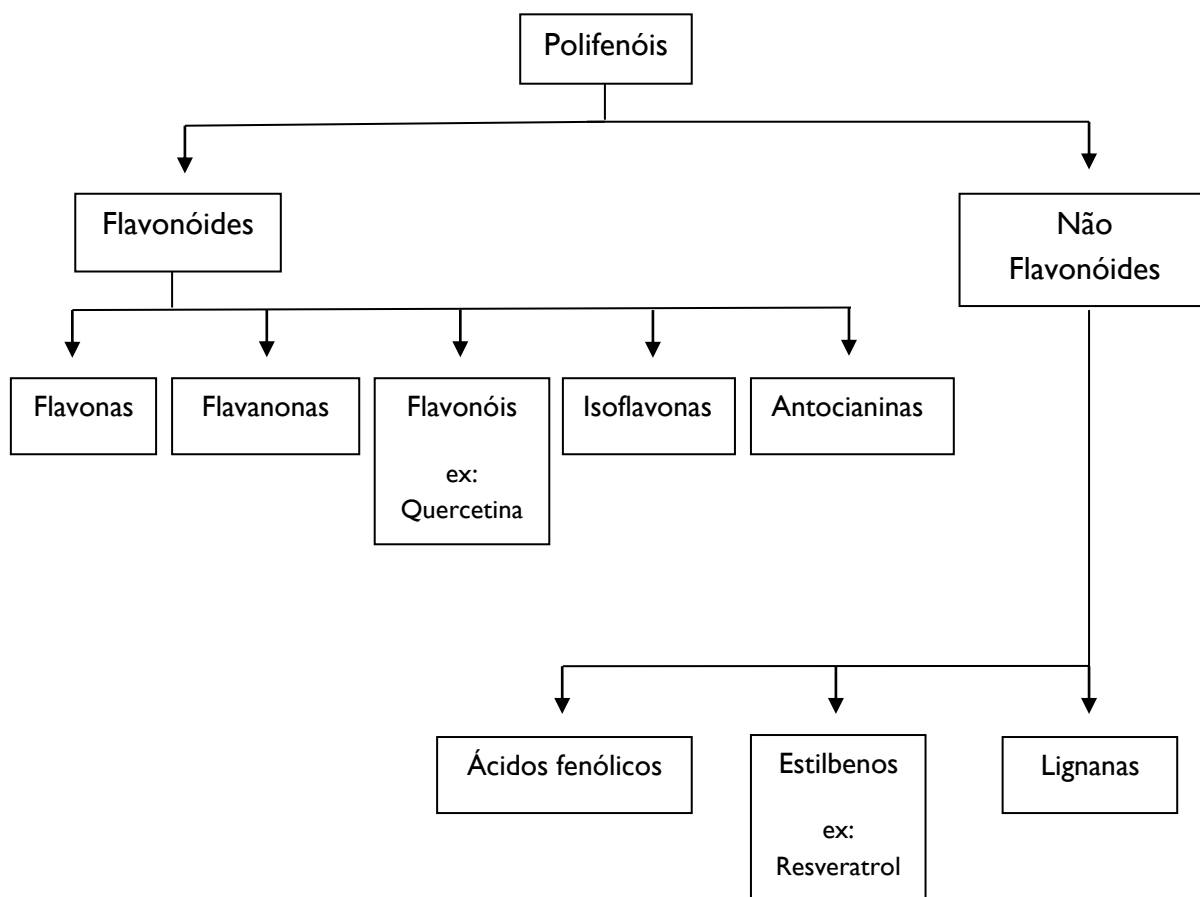 Polifenóis
Flavonóides
Não
Flavonóides
Flavonas
Flavanonas
Flavonóis
ex:
Quercetina
Isoflavonas
Antocianinas
Ácidos fenólicos
Estilbenos
ex:
Resveratrol
Lignanas